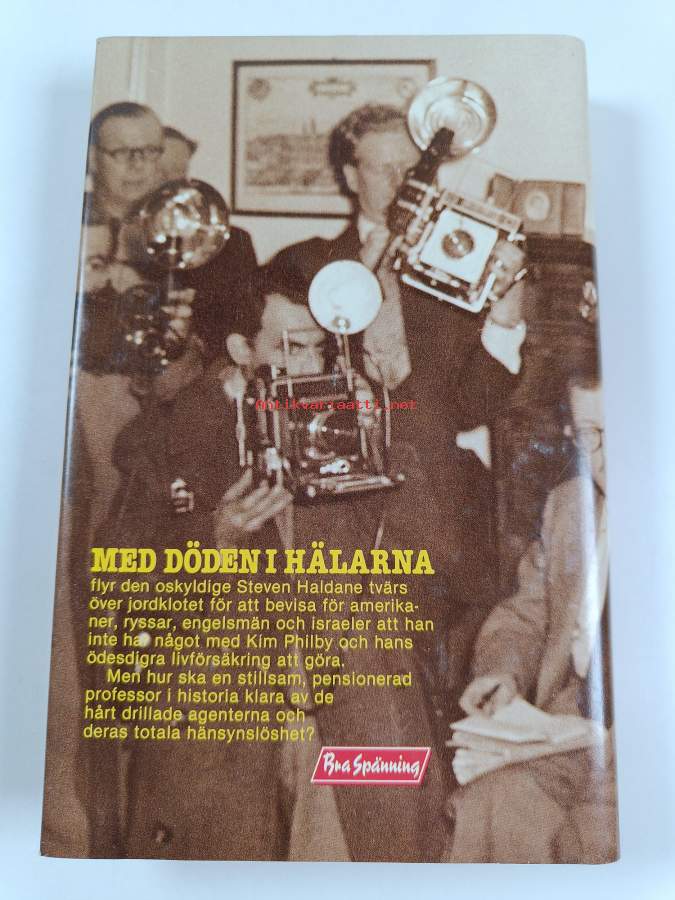 antikvariaatti.net
MED DÖDEN I HÄLARNA
flyr den oskyldige Steven Haldane tvärs
över jordklotet för att bevisa för amerika-
ner, ryssar, engelsmän och israeler att han
inte har något med Kim Philby och hans
ödesdigra livförsäkring att göra.
Men hur ska en stillsam, pensionerad
professor i historia klara av de
hårt drillade agenterna och
deras totala hänsynslöshet?
Bra Spänning